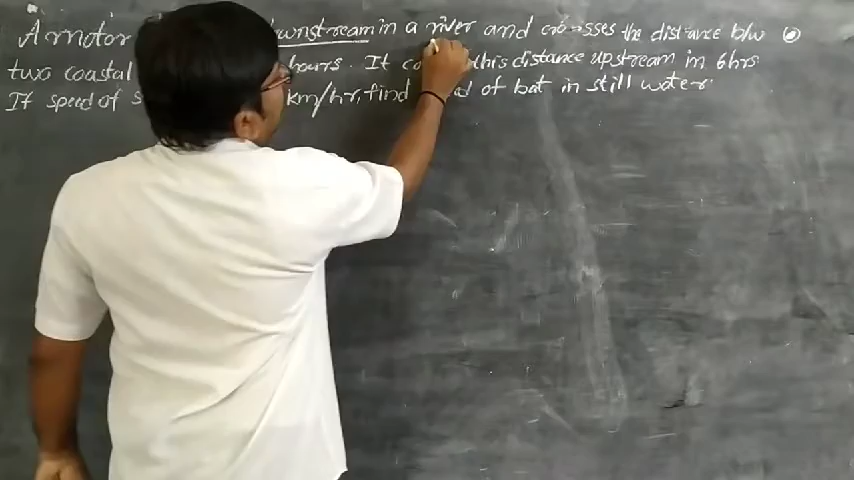 A motor downstream in a river and crosses the distance b/w
two coastal hours. It co this distance upstream in 6hrs
If speed of s km/hr, find of bat in still water